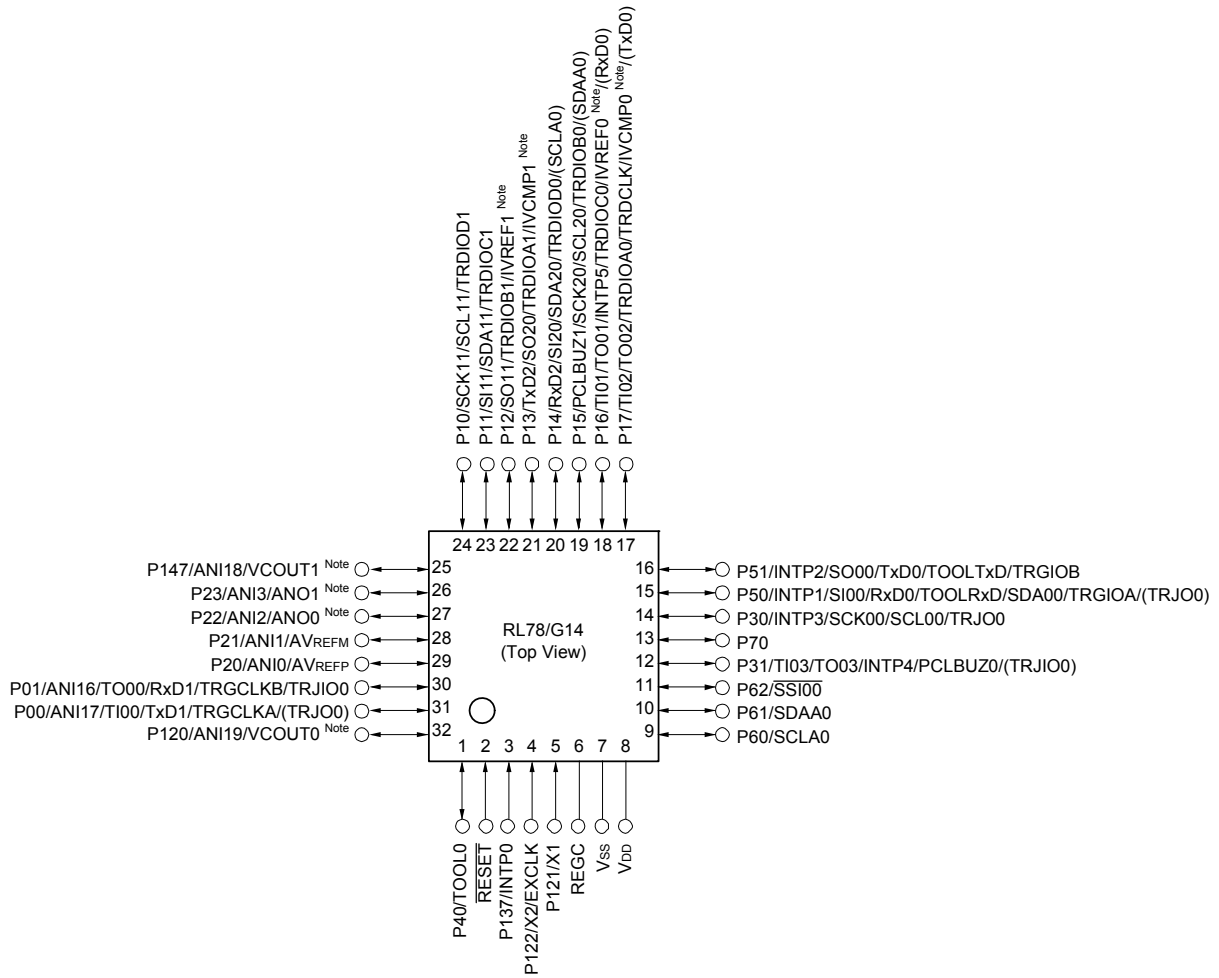 P10/SCK11/SCL11/TRDIOD1
P11/SI11/SDA11/TRDIOC1
P12/SO11/TRDIOB1/IVREF1 Note
P13/TxD2/SO20/TRDIOA1/IVCMP1 Note
P14/RxD2/SI20/SDA20/TRDIOD0/(SCLA0)
P15/PCLBUZ1/SCK20/SCL20/TRDIOB0/(SDAA0)
P16/TI01/TO01/INTP5/TRDIOC0/IVREF0 Note/(RxD0)
P17/TI02/TO02/TRDIOA0/TRDCLK/IVCMP0 Note/(TxD0)
24 23 22 21 20 19 18 17
P147/ANI18/VCOUT1 Note 25
P23/ANI3/ANO1 Note 26
P22/ANI2/ANO0 Note 27
P21/ANI1/AVREFM 28
P20/ANI0/AVREFP 29
P01/ANI16/TO00/RxD1/TRGCLKB/TRJIO0 30
P00/ANI17/TI00/TxD1/TRGCLKA/(TRJO0) 31
P120/ANI19/VCOUT0 Note 32
RL78/G14
(Top View)
16 P51/INTP2/SO00/TxD0/TOOLTxD/TRGIOB
15 P50/INTP1/SI00/RxD0/TOOLRxD/SDA00/TRGIOA/(TRJO0)
14 P30/INTP3/SCK00/SCL00/TRJO0
13 P70
12 P31/TI03/TO03/INTP4/PCLBUZ0/(TRJIO0)
11 P62/SSI00
10 P61/SDAA0
9 P60/SCLA0
1 2 3 4 5 6 7 8
P40/TOOL0
RESET
P137/INTP0
P122/X2/EXCLK
P121/X1
REGC
VSS
VDD